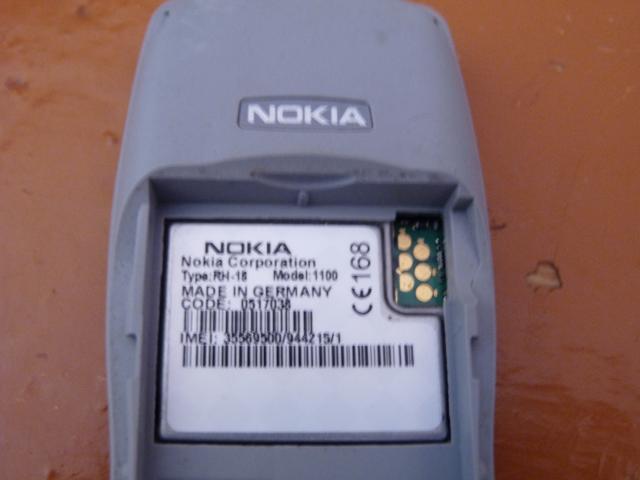 NOKIA
NOKIA
Nokia Corporation
Type:RH-18 Model:1100
MADE IN GERMANY
CODE: 0517038
IMEI: 35569500/944215/1
CE168